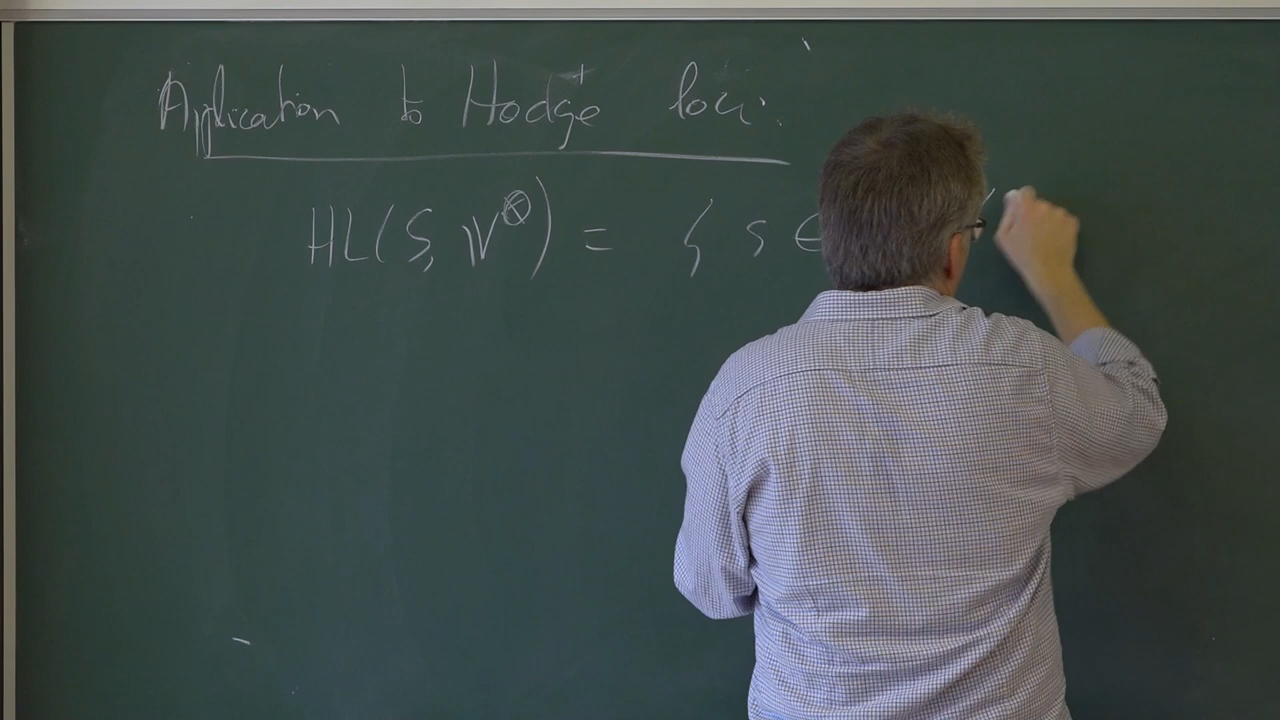 Application to Hodge loci:
HL(S, 𝕍^⊗) = { s ∈